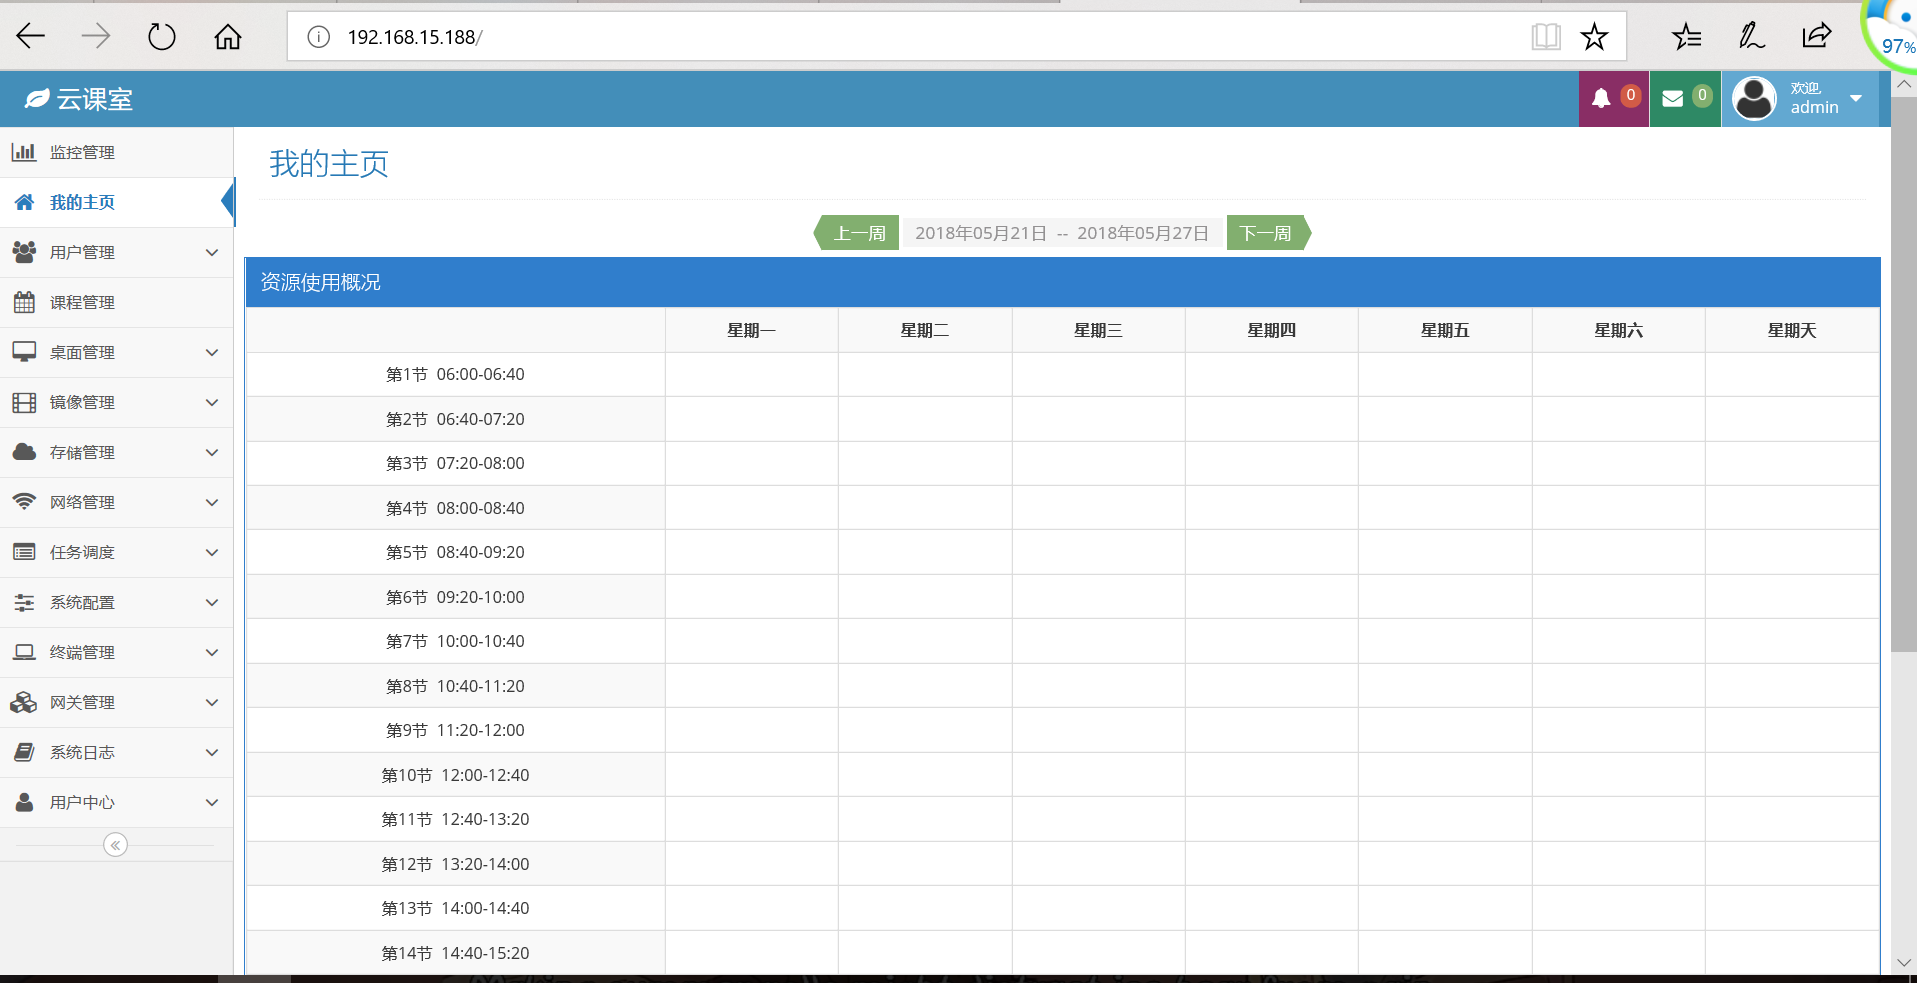 192.168.15.188/
97%
云课室
0
0
欢迎,
admin
监控管理
我的主页
用户管理
课程管理
桌面管理
镜像管理
存储管理
网络管理
任务调度
系统配置
终端管理
网关管理
系统日志
用户中心
我的主页
上一周 2018年05月21日 -- 2018年05月27日 下一周
资源使用概况
星期一 星期二 星期三 星期四 星期五 星期六 星期天
第1节 06:00-06:40
第2节 06:40-07:20
第3节 07:20-08:00
第4节 08:00-08:40
第5节 08:40-09:20
第6节 09:20-10:00
第7节 10:00-10:40
第8节 10:40-11:20
第9节 11:20-12:00
第10节 12:00-12:40
第11节 12:40-13:20
第12节 13:20-14:00
第13节 14:00-14:40
第14节 14:40-15:20